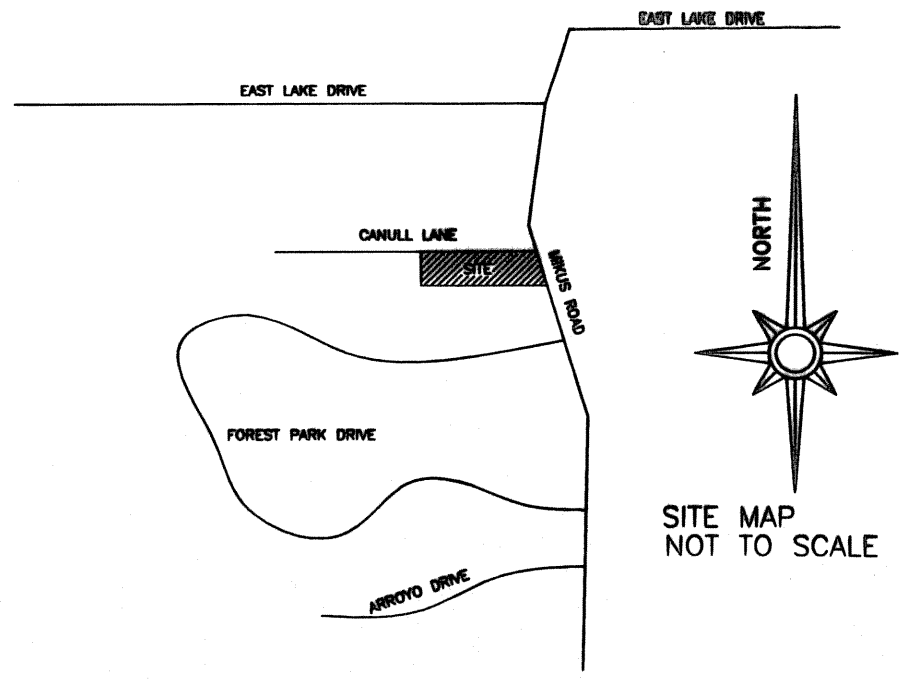 EAST LAKE DRIVE
EAST LAKE DRIVE
CANULL LANE
SITE
MIKUS ROAD
NORTH
FOREST PARK DRIVE
SITE MAP
NOT TO SCALE
ARROYO DRIVE